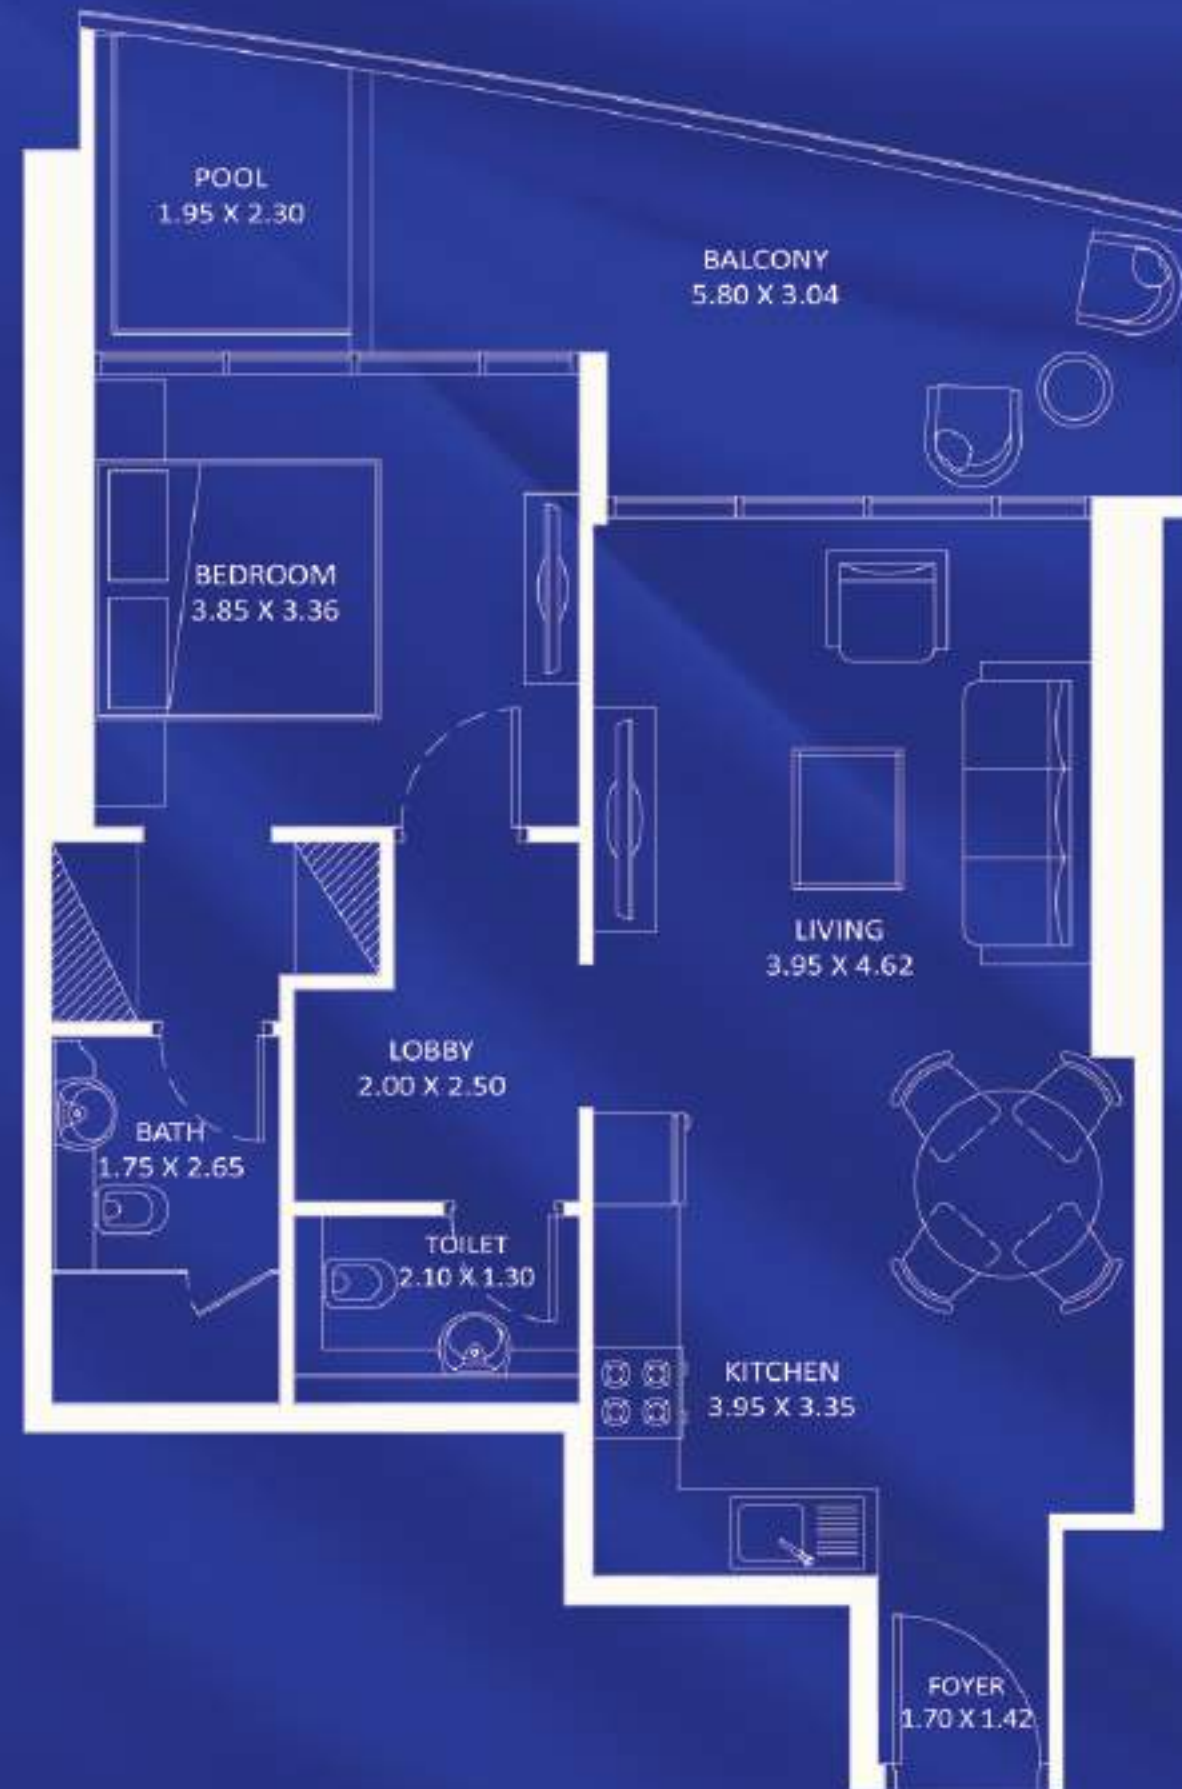 POOL
1.95 X 2.30
BALCONY
5.80 X 3.04
BEDROOM
3.85 X 3.36
LIVING
3.95 X 4.62
LOBBY
2.00 X 2.50
BATH
1.75 X 2.65
TOILET
2.10 X 1.30
KITCHEN
3.95 X 3.35
FOYER
1.70 X 1.42